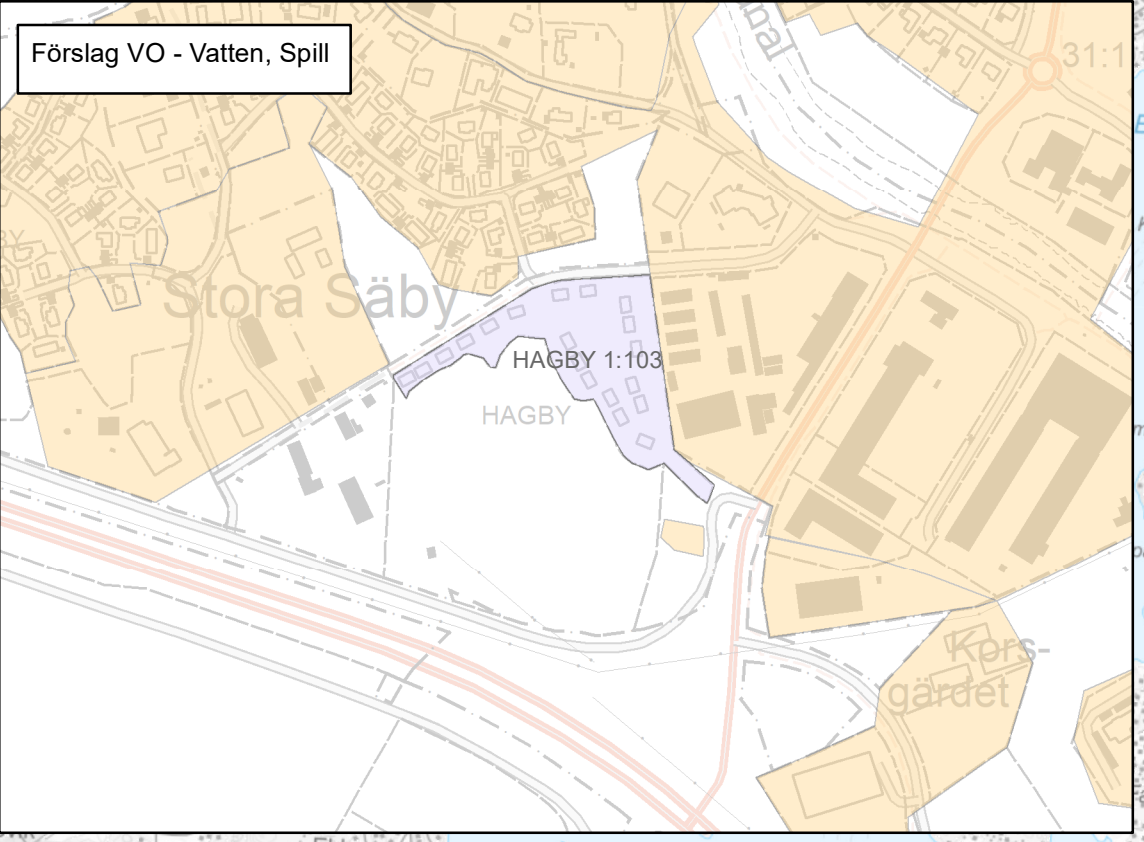 Förslag VO - Vatten, Spill
31:1
Stora Säby
HAGBY 1:103
HAGBY
Kors-
gärdet